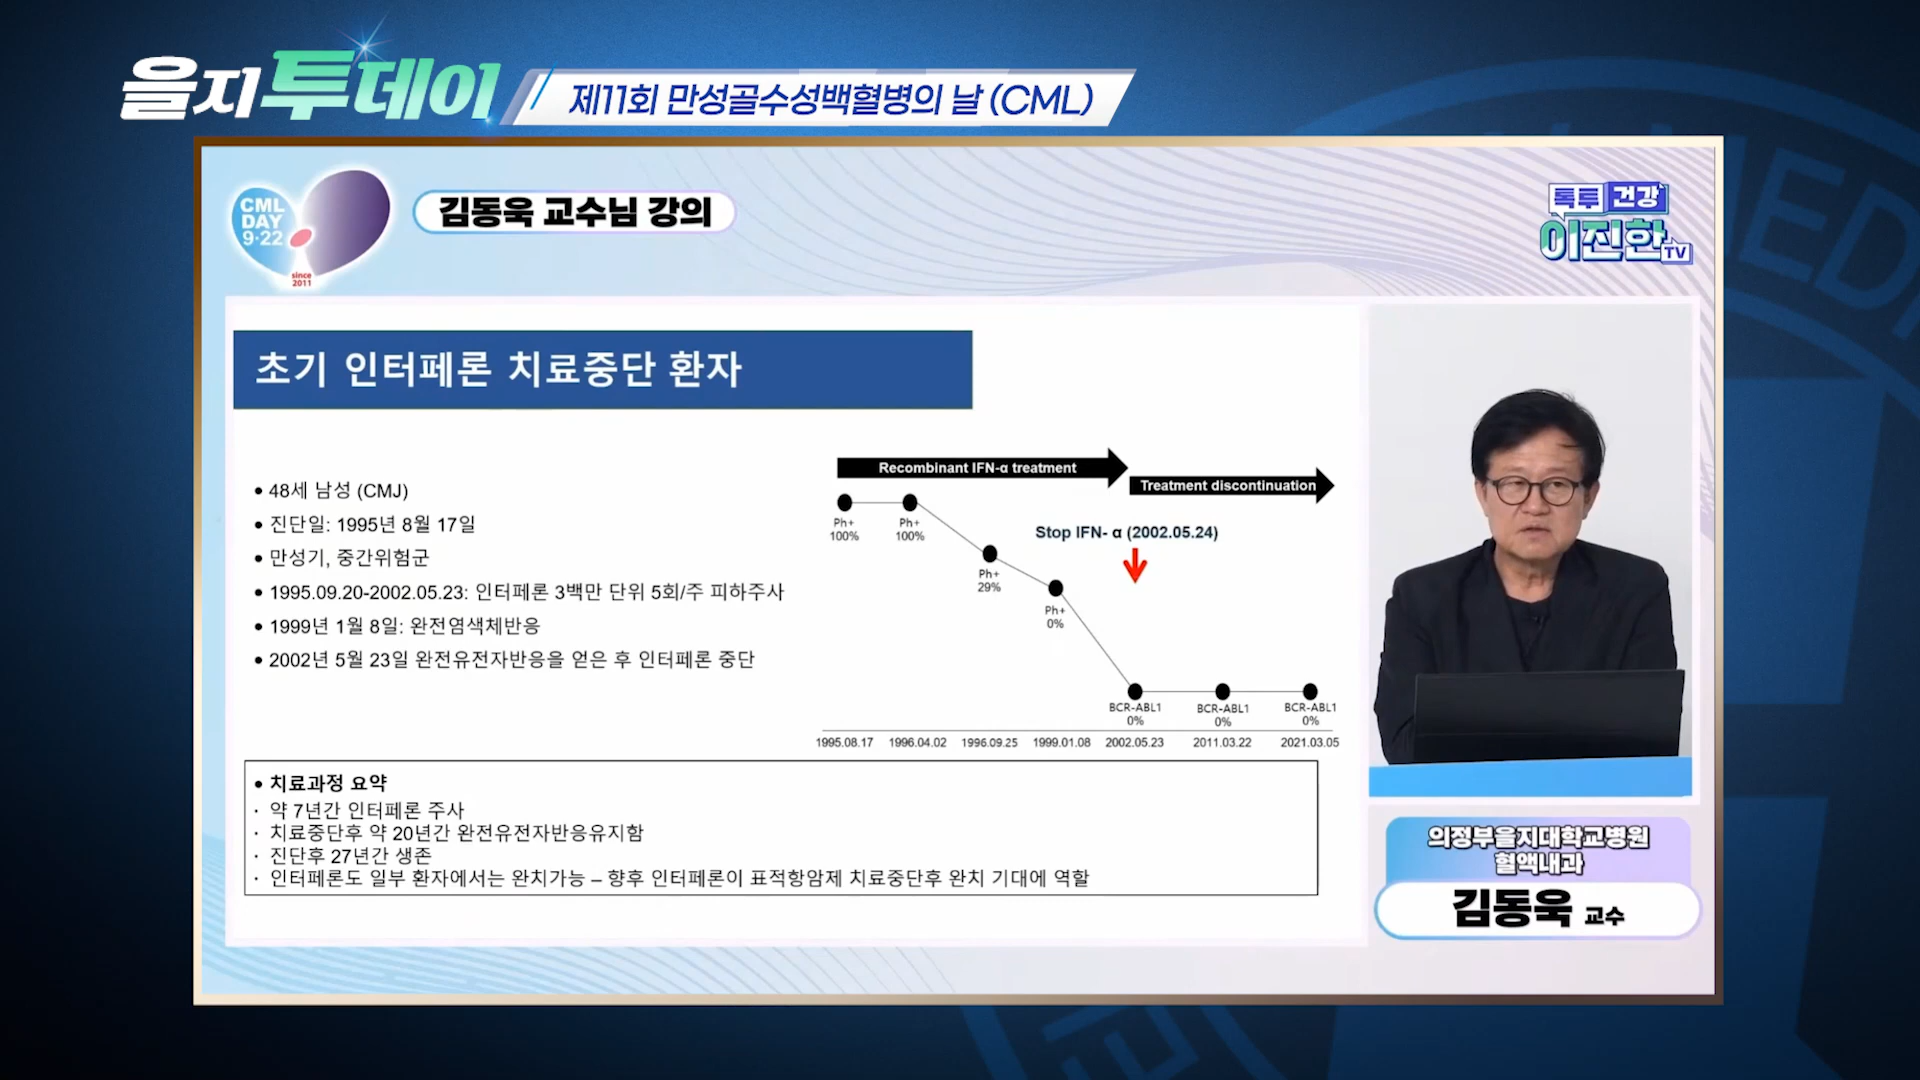 을지투데이
제11회 만성골수성백혈병의 날 (CML)
CML
DAY
9·22
since
2011
김동욱 교수님 강의
톡투 건강
이진한 TV
초기 인터페론 치료중단 환자
• 48세 남성 (CMJ)
• 진단일: 1995년 8월 17일
• 만성기, 중간위험군
• 1995.09.20-2002.05.23: 인터페론 3백만 단위 5회/주 피하주사
• 1999년 1월 8일: 완전염색체반응
• 2002년 5월 23일 완전유전자반응을 얻은 후 인터페론 중단
Recombinant IFN-α treatment
Treatment discontinuation
Stop IFN- α (2002.05.24)
Ph+
100%
Ph+
100%
Ph+
29%
Ph+
0%
BCR-ABL1
0%
BCR-ABL1
0%
BCR-ABL1
0%
1995.08.17 1996.04.02 1996.09.25 1999.01.08 2002.05.23 2011.03.22 2021.03.05
• 치료과정 요약
· 약 7년간 인터페론 주사
· 치료중단후 약 20년간 완전유전자반응유지함
· 진단후 27년간 생존
· 인터페론도 일부 환자에서는 완치가능 – 향후 인터페론이 표적항암제 치료중단후 완치 기대에 역할
의정부을지대학교병원
혈액내과
김동욱 교수